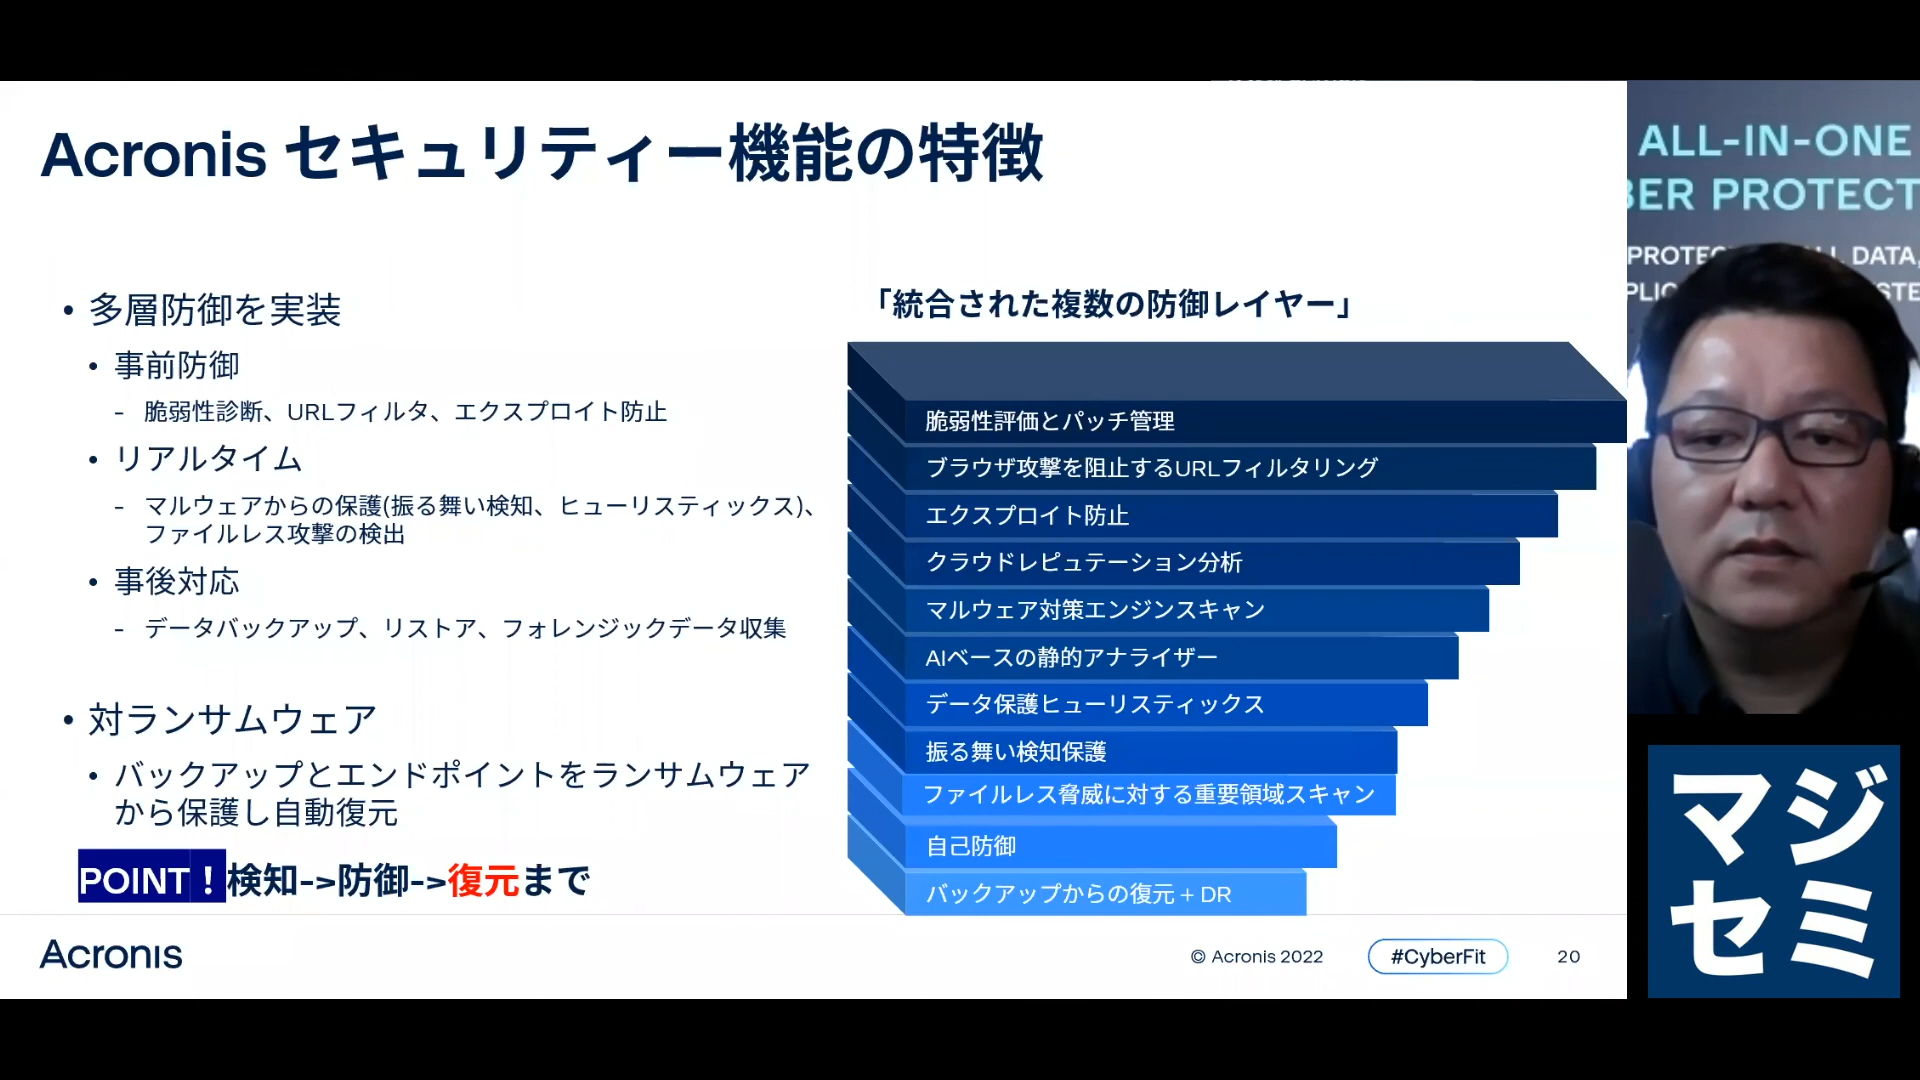 Acronis セキュリティー機能の特徴
• 多層防御を実装
• 事前防御
- 脆弱性診断、URLフィルタ、エクスプロイト防止
• リアルタイム
- マルウェアからの保護(振る舞い検知、ヒューリスティックス)、
ファイルレス攻撃の検出
• 事後対応
- データバックアップ、リストア、フォレンジックデータ収集
• 対ランサムウェア
• バックアップとエンドポイントをランサムウェア
から保護し自動復元
POINT！検知->防御->復元まで
「統合された複数の防御レイヤー」
脆弱性評価とパッチ管理
ブラウザ攻撃を阻止するURLフィルタリング
エクスプロイト防止
クラウドレピュテーション分析
マルウェア対策エンジンスキャン
AIベースの静的アナライザー
データ保護ヒューリスティックス
振る舞い検知保護
ファイルレス脅威に対する重要領域スキャン
自己防御
バックアップからの復元 + DR
Acronis
© Acronis 2022
#CyberFit
20
ALL-IN-ONE
BER PROTECT
DATA,
マジ
セミ